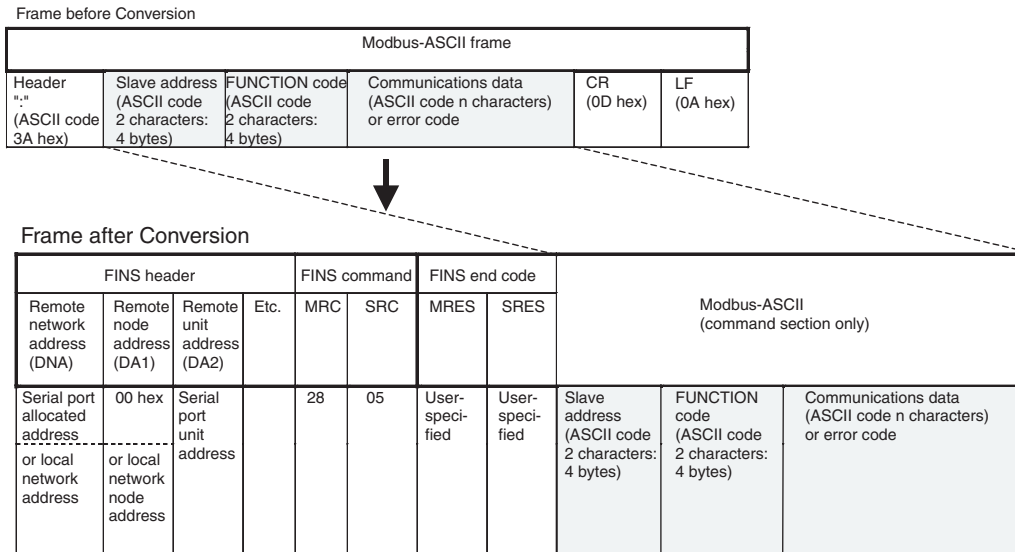 Frame before Conversion
Modbus-ASCII frame
Header
":"
(ASCII code
3A hex)
Slave address
(ASCII code
2 characters:
4 bytes)
FUNCTION code
(ASCII code
2 characters:
4 bytes)
Communications data
(ASCII code n characters)
or error code
CR
(0D hex)
LF
(0A hex)
Frame after Conversion
FINS header
FINS command
FINS end code
Modbus-ASCII
(command section only)
Remote
network
address
(DNA)
Remote
node
address
(DA1)
Remote
unit
address
(DA2)
Etc.
MRC
SRC
MRES
SRES
Serial port
allocated
address
or local
network
address
00 hex
or local
network
node
address
Serial
port
unit
address
28
05
User-
speci-
fied
User-
speci-
fied
Slave
address
(ASCII code
2 characters:
4 bytes)
FUNCTION
code
(ASCII code
2 characters:
4 bytes)
Communications data
(ASCII code n characters)
or error code